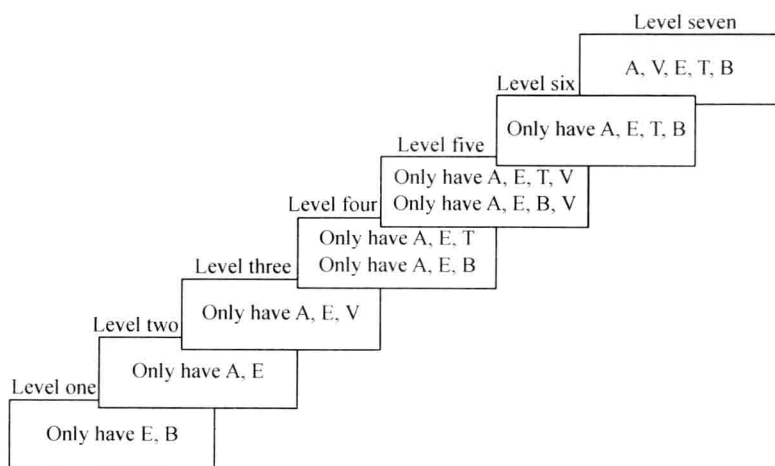 Level seven
A, V, E, T, B
Level six
Only have A, E, T, B
Level five
Only have A, E, T, V
Only have A, E, B, V
Level four
Only have A, E, T
Only have A, E, B
Level three
Only have A, E, V
Level two
Only have A, E
Level one
Only have E, B